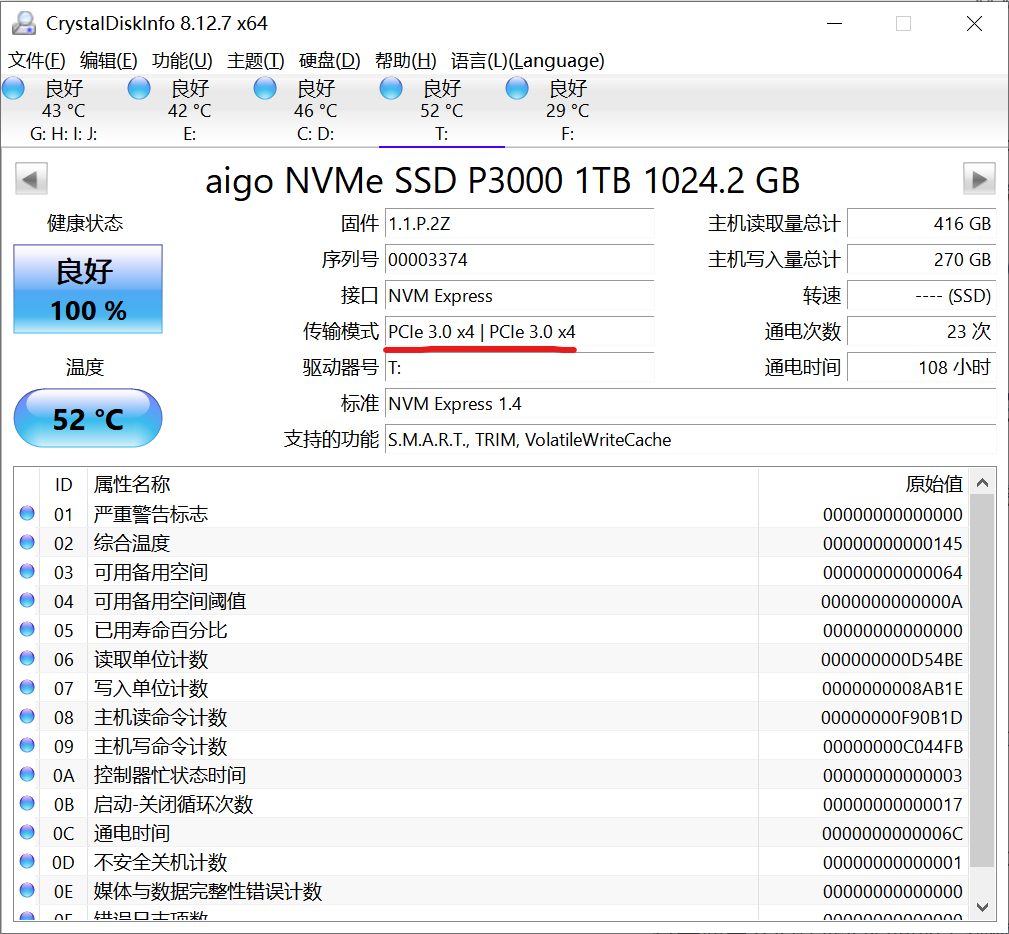 CrystalDiskInfo 8.12.7 x64
文件(F) 编辑(E) 功能(U) 主题(T) 硬盘(D) 帮助(H) 语言(L)(Language)
良好 良好 良好 良好 良好
43 °C 42 °C 46 °C 52 °C 29 °C
G: H: I: J: E: C: D: T: F:
aigo NVMe SSD P3000 1TB 1024.2 GB
健康状态
良好
100 %
温度
52 °C
固件 1.1.P.2Z
序列号 00003374
接口 NVM Express
传输模式 PCIe 3.0 x4 | PCIe 3.0 x4
驱动器号 T:
标准 NVM Express 1.4
支持的功能 S.M.A.R.T., TRIM, VolatileWriteCache
主机读取量总计 416 GB
主机写入量总计 270 GB
转速 ---- (SSD)
通电次数 23 次
通电时间 108 小时
ID 属性名称 原始值
01 严重警告标志 00000000000000
02 综合温度 00000000000145
03 可用备用空间 00000000000064
04 可用备用空间阈值 0000000000000A
05 已用寿命百分比 00000000000000
06 读取单位计数 000000000D54BE
07 写入单位计数 0000000008AB1E
08 主机读命令计数 00000000F90B1D
09 主机写命令计数 00000000C044FB
0A 控制器忙状态时间 00000000000003
0B 启动-关闭循环次数 00000000000017
0C 通电时间 0000000000006C
0D 不安全关机计数 00000000000001
0E 媒体与数据完整性错误计数 00000000000000
0F 错误日志项数 00000000000000